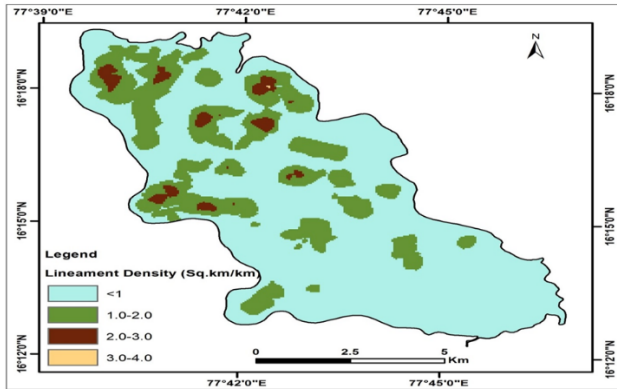 77°39'0"E 77°42'0"E 77°45'0"E
N
16°18'0"N 16°18'0"N
16°15'0"N 16°15'0"N
Legend
Lineament Density (Sq.km/km)
<1
1.0-2.0
2.0-3.0
3.0-4.0
0 2.5 5
Km
16°12'0"N 16°12'0"N
77°42'0"E 77°45'0"E